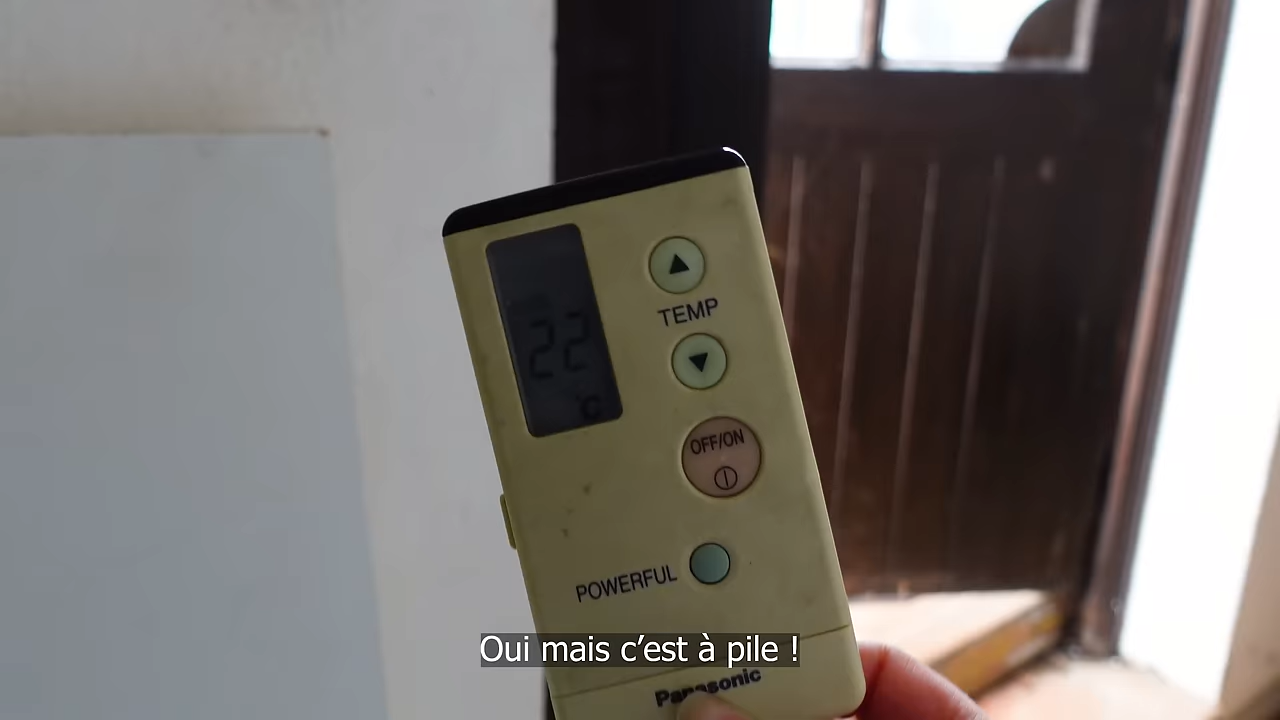 22
°C
TEMP
OFF/ON
POWERFUL
Oui mais c’est à pile !
Panasonic